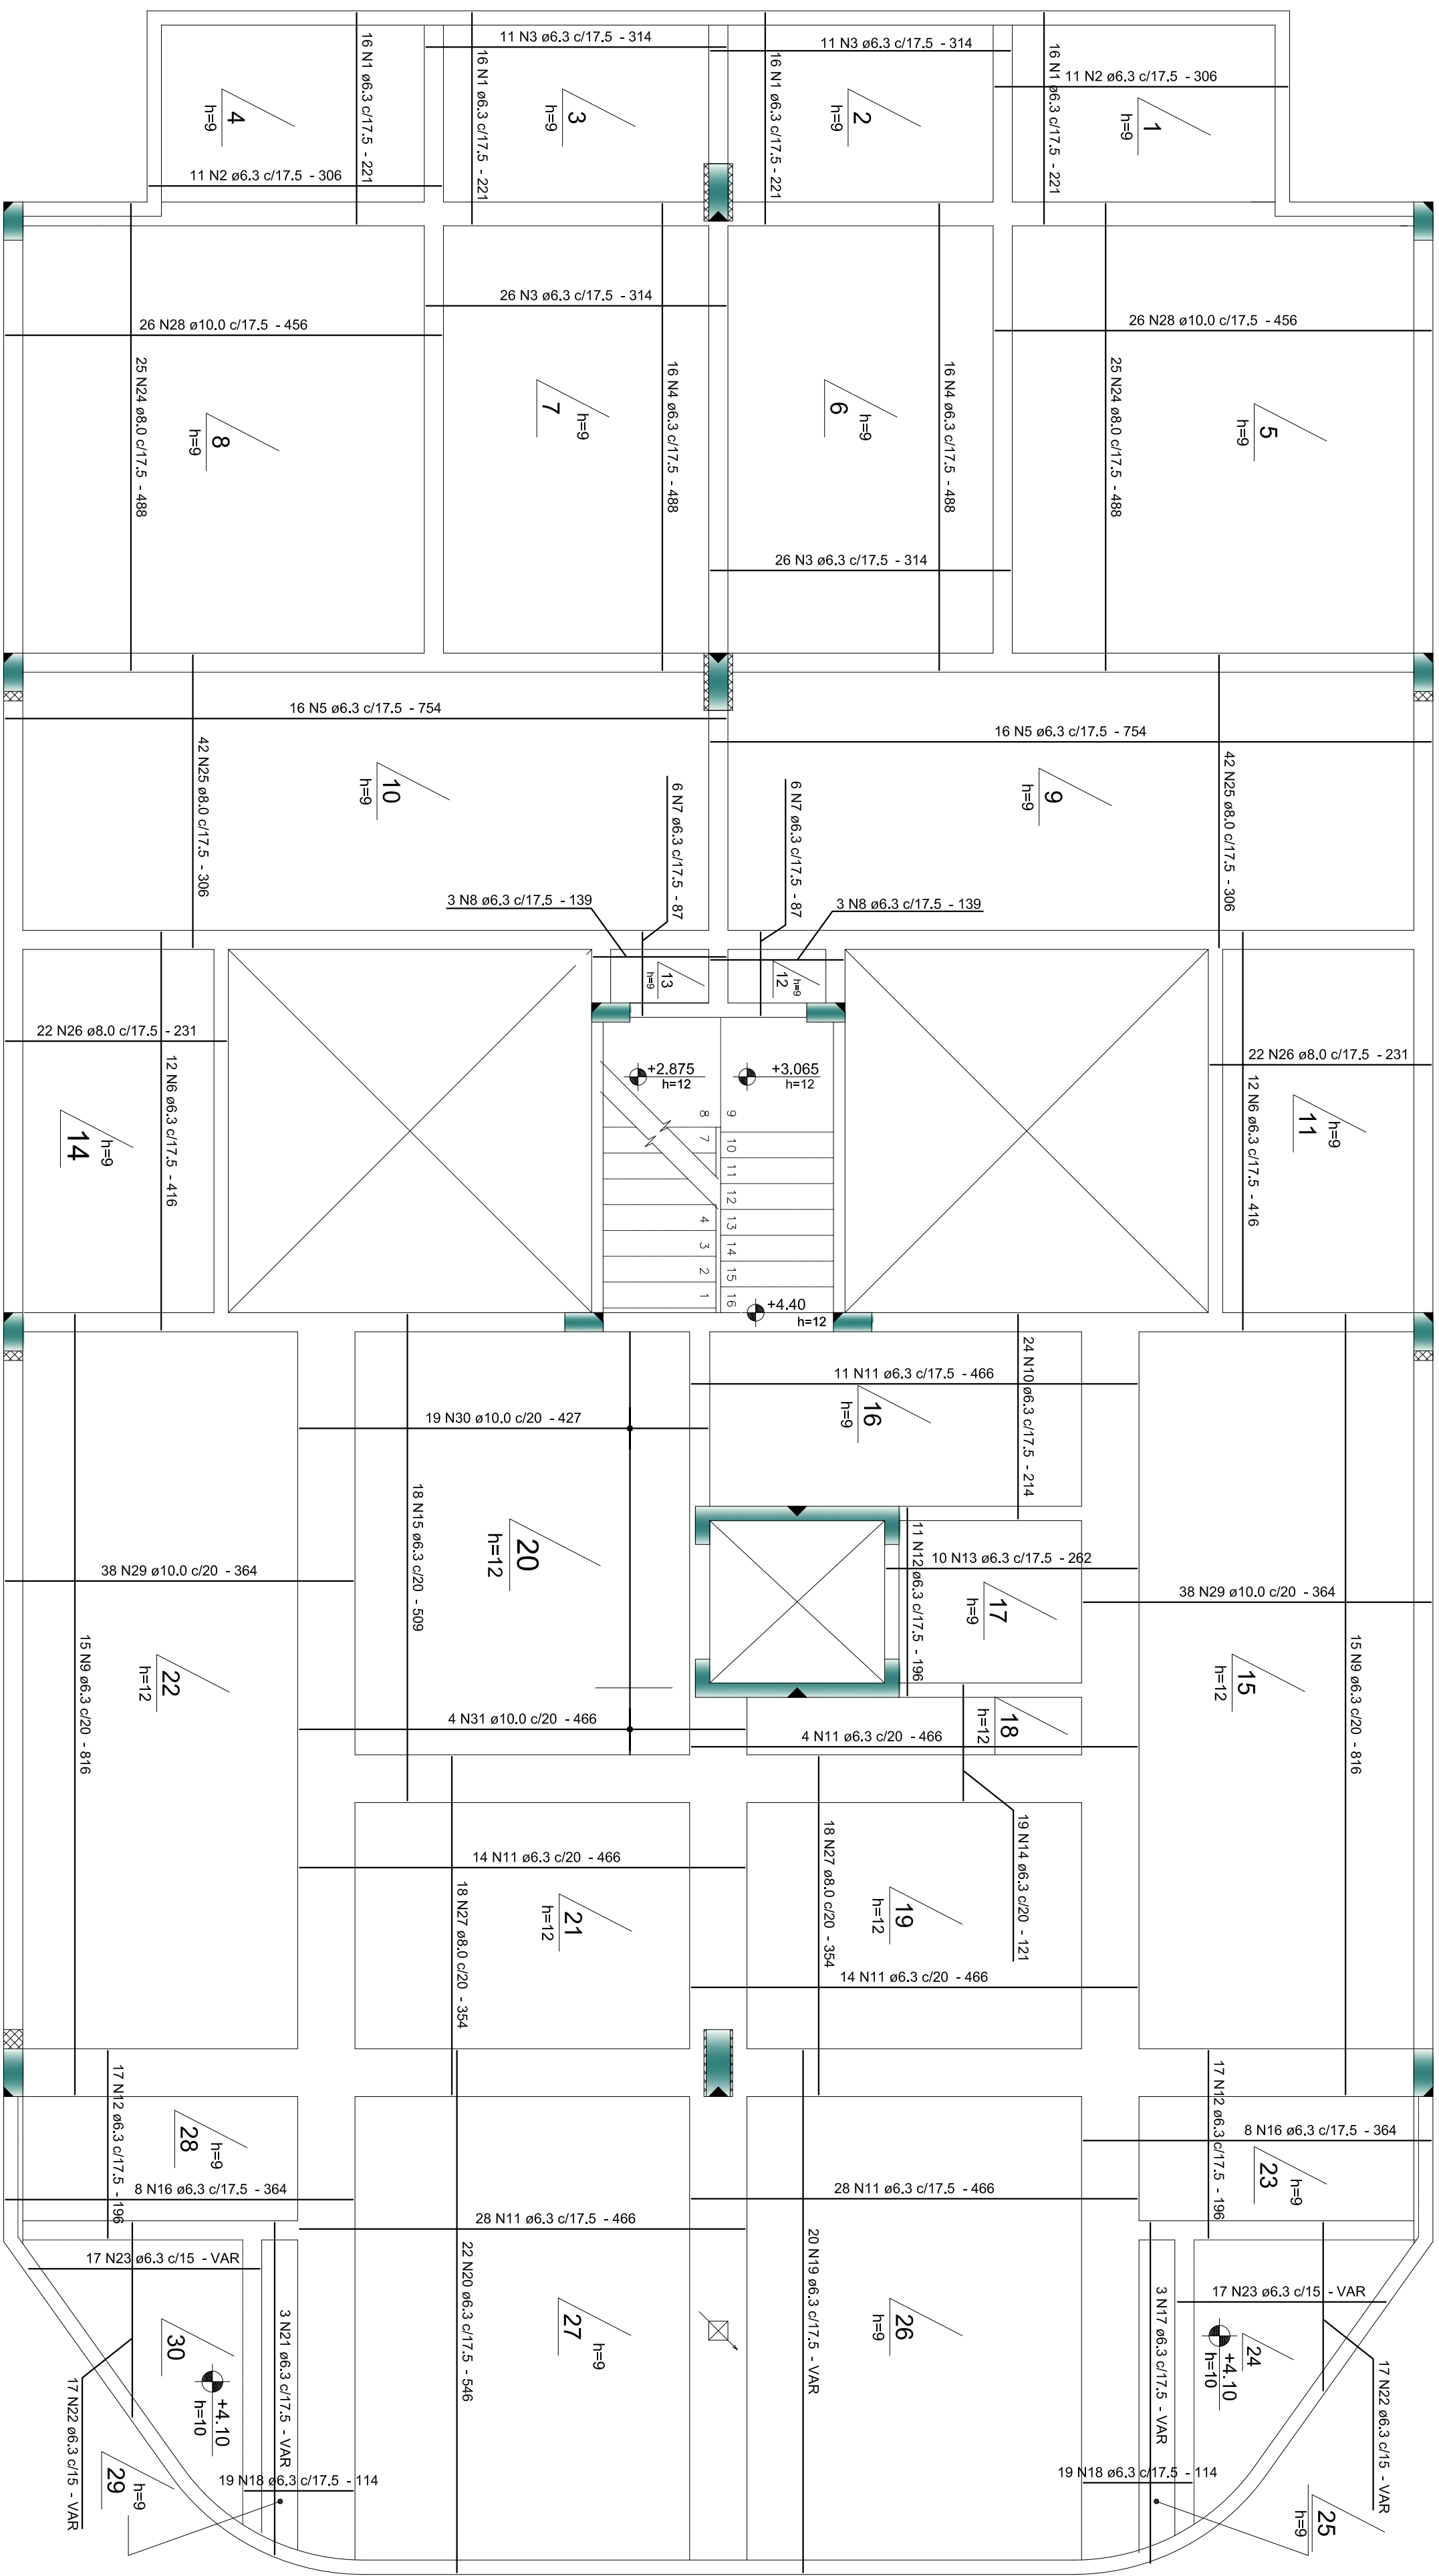 11 N3 ø6.3 c/17.5 - 314
11 N3 ø6.3 c/17.5 - 314
11 N2 ø6.3 c/17.5 - 306
16 N1 ø6.3 c/17.5 - 221
16 N1 ø6.3 c/17.5 - 221
16 N1 ø6.3 c/17.5 - 221
16 N1 ø6.3 c/17.5 - 221
4
h=9
3
h=9
2
h=9
1
h=9
11 N2 ø6.3 c/17.5 - 306
26 N3 ø6.3 c/17.5 - 314
26 N28 ø10.0 c/17.5 - 456
26 N28 ø10.0 c/17.5 - 456
25 N24 ø8.0 c/17.5 - 488
16 N4 ø6.3 c/17.5 - 488
16 N4 ø6.3 c/17.5 - 488
25 N24 ø8.0 c/17.5 - 488
8
h=9
7
h=9
6
h=9
5
h=9
26 N3 ø6.3 c/17.5 - 314
16 N5 ø6.3 c/17.5 - 754
16 N5 ø6.3 c/17.5 - 754
42 N25 ø8.0 c/17.5 - 306
42 N25 ø8.0 c/17.5 - 306
10
h=9
6 N7 ø6.3 c/17.5 - 87
6 N7 ø6.3 c/17.5 - 87
9
h=9
3 N8 ø6.3 c/17.5 - 139
3 N8 ø6.3 c/17.5 - 139
13
h=9
12
h=9
22 N26 ø8.0 c/17.5 - 231
22 N26 ø8.0 c/17.5 - 231
12 N6 ø6.3 c/17.5 - 416
12 N6 ø6.3 c/17.5 - 416
14
h=9
11
h=9
+2.875
h=12
+3.065
h=12
8
7
4
3
2
1
9
10
11
12
13
14
15
16
+4.40
h=12
11 N11 ø6.3 c/17.5 - 466
24 N10 ø6.3 c/17.5 - 214
16
h=9
19 N30 ø10.0 c/20 - 427
18 N15 ø6.3 c/20 - 509
20
h=12
11 N12 ø6.3 c/17.5 - 196
10 N13 ø6.3 c/17.5 - 262
17
h=9
38 N29 ø10.0 c/20 - 364
38 N29 ø10.0 c/20 - 364
15 N9 ø6.3 c/20 - 816
15 N9 ø6.3 c/20 - 816
22
h=12
15
h=12
4 N31 ø10.0 c/20 - 466
18
h=12
4 N11 ø6.3 c/20 - 466
14 N11 ø6.3 c/20 - 466
18 N27 ø8.0 c/20 - 354
18 N27 ø8.0 c/20 - 354
19 N14 ø6.3 c/20 - 121
21
h=12
19
h=12
14 N11 ø6.3 c/20 - 466
17 N12 ø6.3 c/17.5 - 196
17 N12 ø6.3 c/17.5 - 196
28
h=9
8 N16 ø6.3 c/17.5 - 364
23
h=9
8 N16 ø6.3 c/17.5 - 364
28 N11 ø6.3 c/17.5 - 466
28 N11 ø6.3 c/17.5 - 466
22 N20 ø6.3 c/17.5 - 546
20 N19 ø6.3 c/17.5 - VAR
17 N23 ø6.3 c/15 - VAR
17 N23 ø6.3 c/15 - VAR
30
+4.10
h=10
3 N21 ø6.3 c/17.5 - VAR
27
h=9
26
h=9
3 N17 ø6.3 c/17.5 - VAR
24
+4.10
h=10
17 N22 ø6.3 c/15 - VAR
17 N22 ø6.3 c/15 - VAR
29
h=9
19 N18 ø6.3 c/17.5 - 114
19 N18 ø6.3 c/17.5 - 114
25
h=9